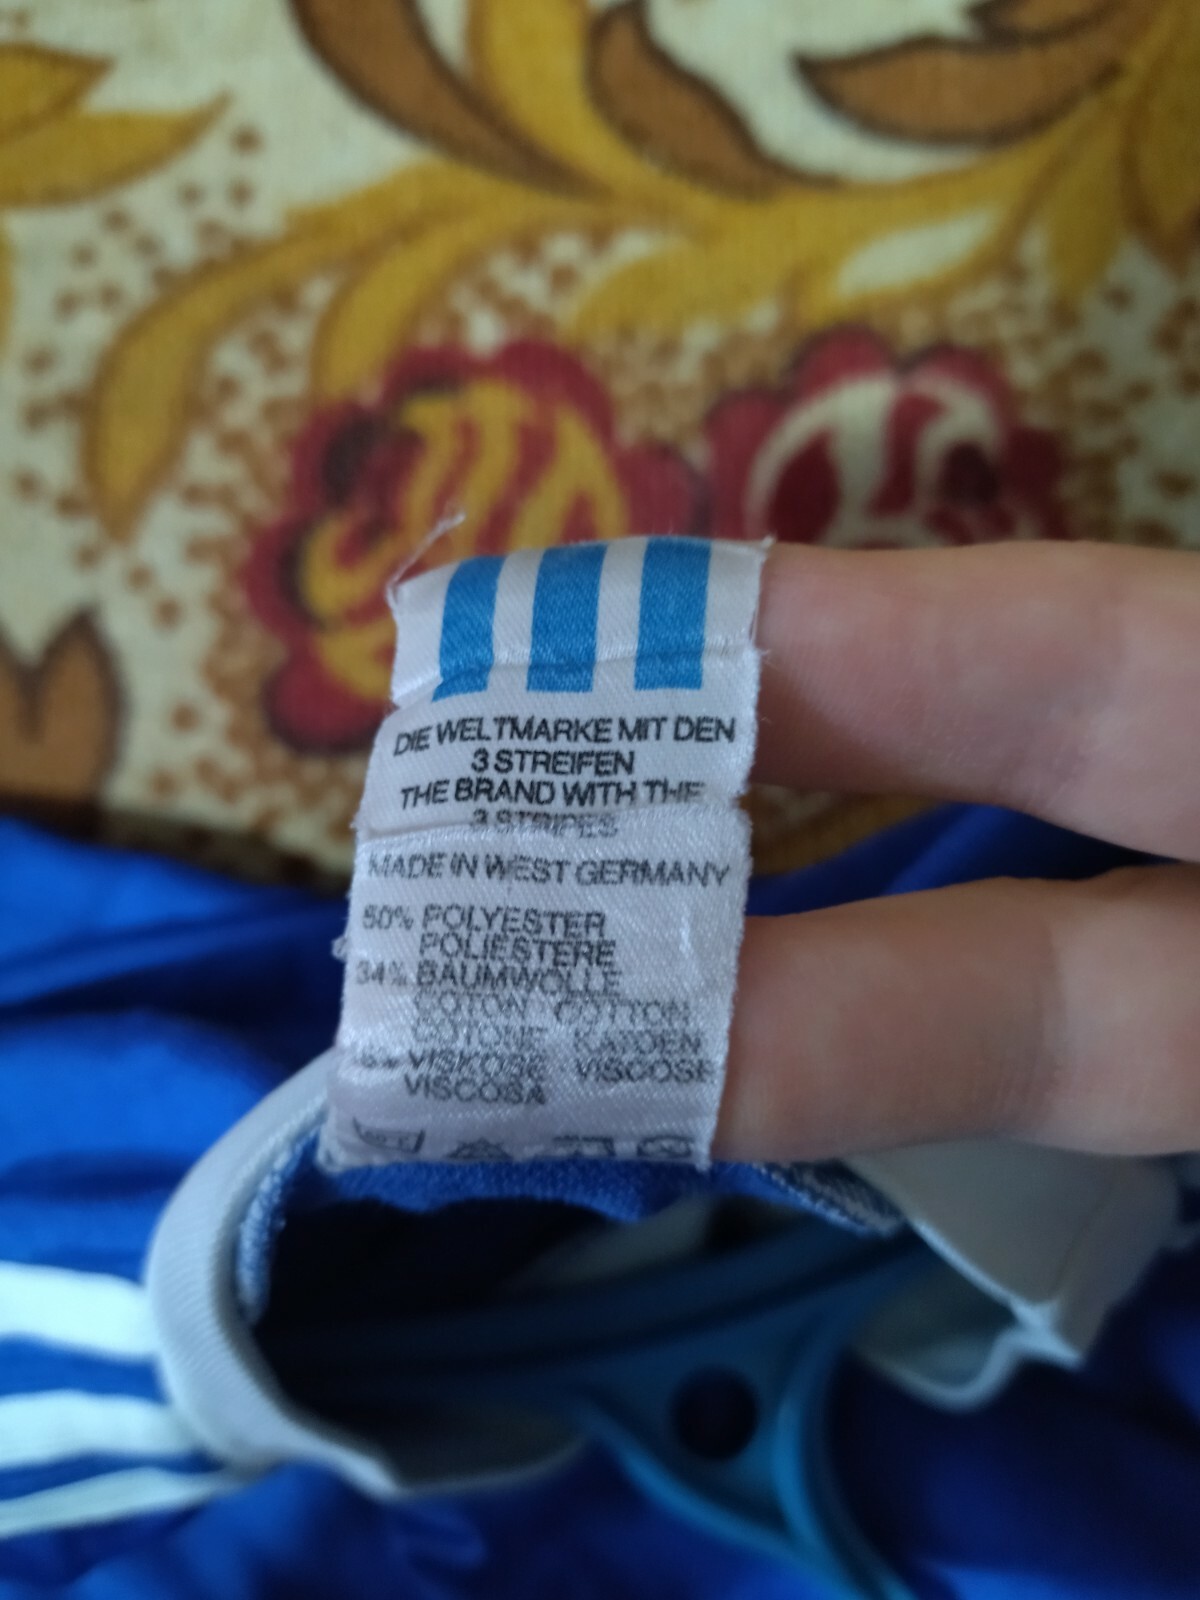 DIE WELTMARKE MIT DEN
3 STREIFEN
THE BRAND WITH THE
3 STRIPES
MADE IN WEST GERMANY
50% POLYESTER
POLIESTERE
34% BAUMWOLLE
COTON COTTON
COTONE KATOEN
VISKOSE VISCOSE
VISCOSA